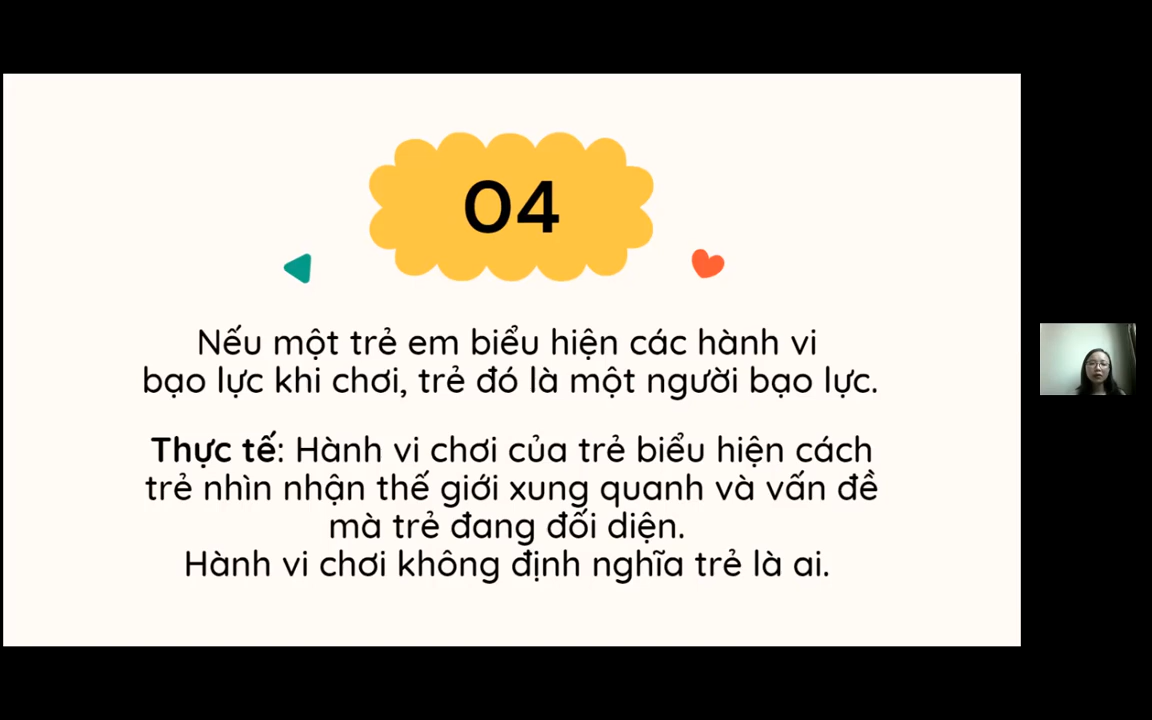 04
Nếu một trẻ em biểu hiện các hành vi
bạo lực khi chơi, trẻ đó là một người bạo lực.
Thực tế: Hành vi chơi của trẻ biểu hiện cách
trẻ nhìn nhận thế giới xung quanh và vấn đề
mà trẻ đang đối diện.
Hành vi chơi không định nghĩa trẻ là ai.